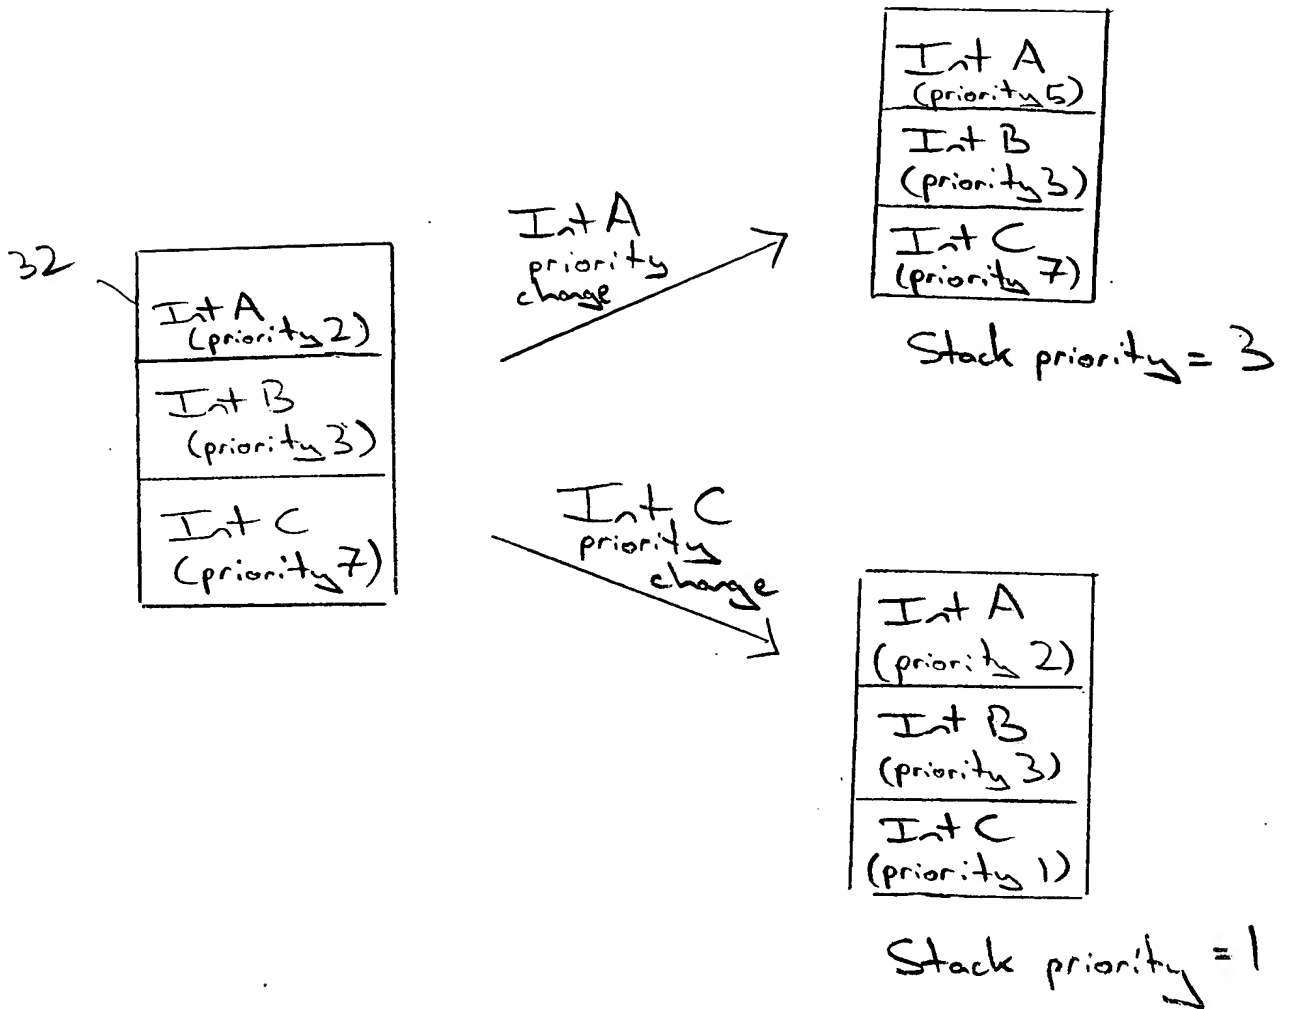 32
Int A
(priority 2)
Int B
(priority 3)
Int C
(priority 7)
Int A
priority
change
Int A
(priority 5)
Int B
(priority 3)
Int C
(priority 7)
Stack priority = 3
Int C
priority
change
Int A
(priority 2)
Int B
(priority 3)
Int C
(priority 1)
Stack priority = 1